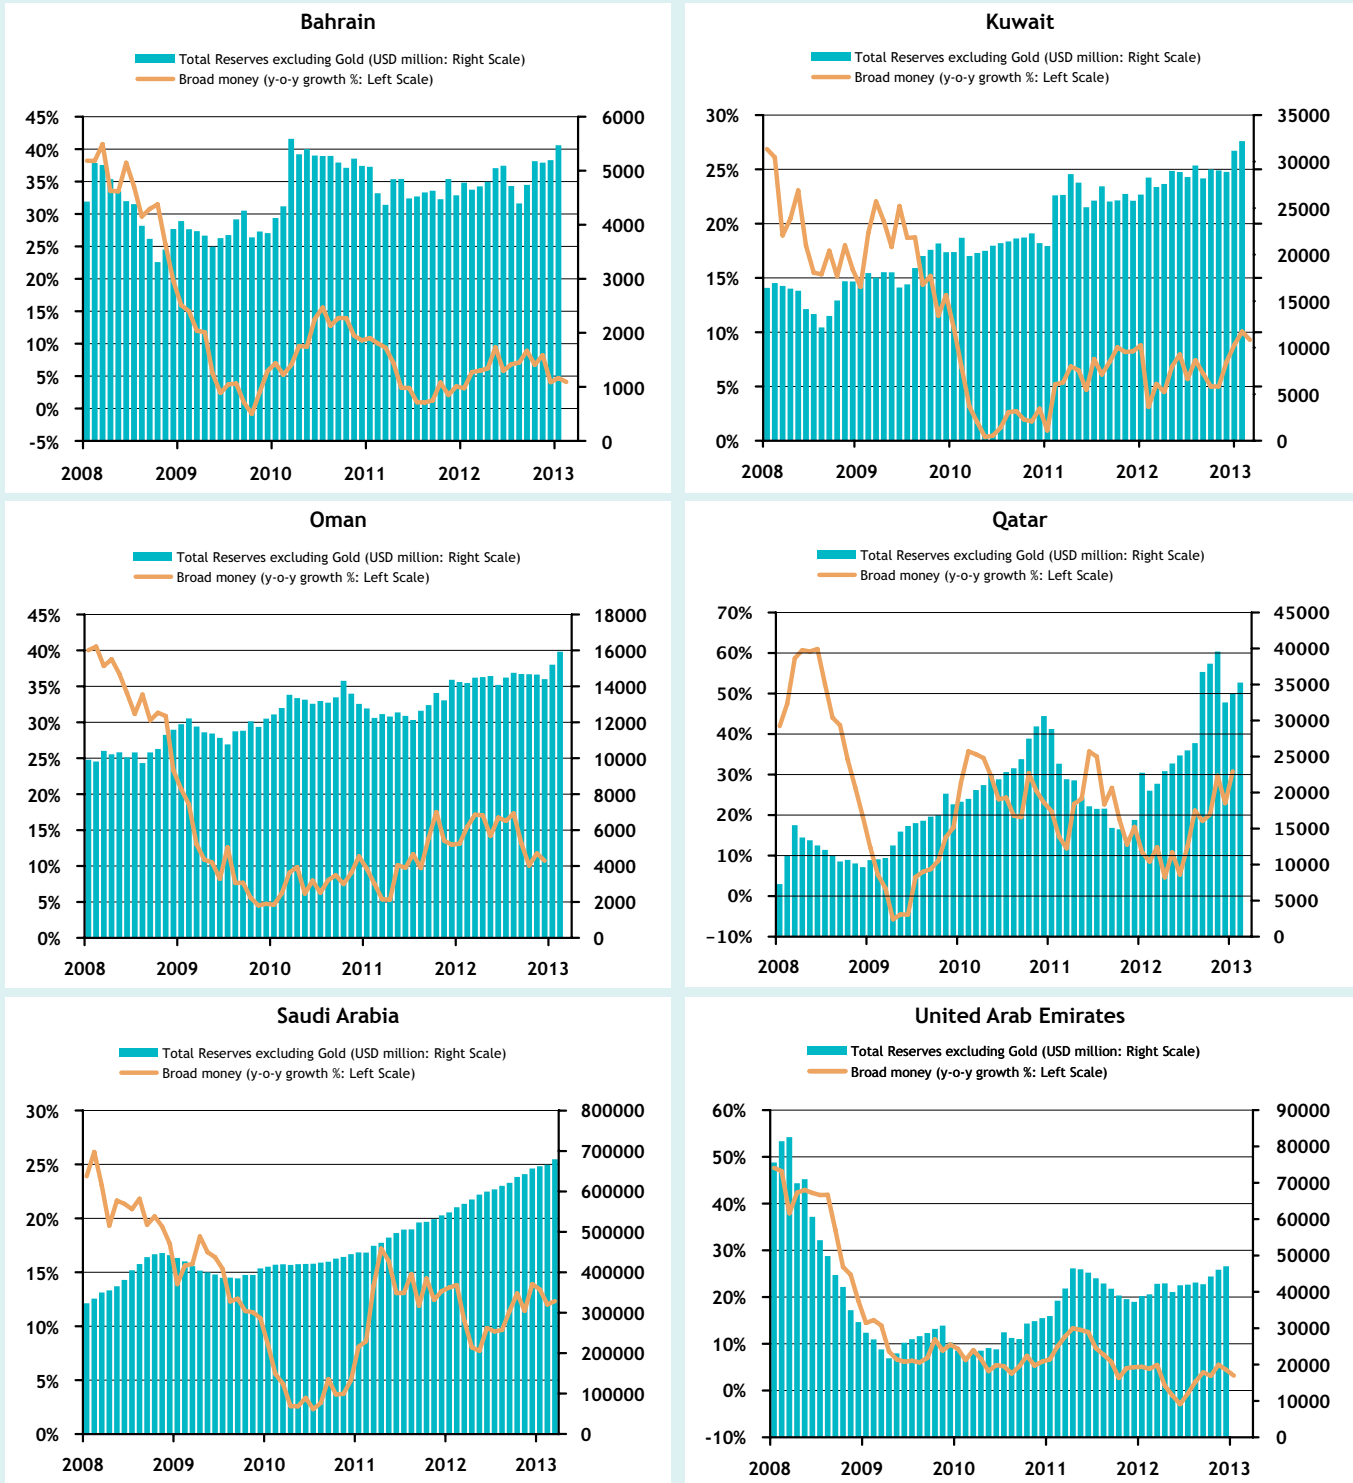 Bahrain
Total Reserves excluding Gold (USD million: Right Scale)
Broad money (y-o-y growth %: Left Scale)
45% 6000
40% 5000
35%
30% 4000
25%
20% 3000
15% 2000
10%
5% 1000
0%
-5% 0
2008 2009 2010 2011 2012 2013
Kuwait
Total Reserves excluding Gold (USD million: Right Scale)
Broad money (y-o-y growth %: Left Scale)
30% 35000
25% 30000
20% 25000
20000
15% 15000
10% 10000
5% 5000
0% 0
2008 2009 2010 2011 2012 2013
Oman
Total Reserves excluding Gold (USD million: Right Scale)
Broad money (y-o-y growth %: Left Scale)
45% 18000
40% 16000
35% 14000
30% 12000
25% 10000
20% 8000
15% 6000
10% 4000
5% 2000
0% 0
2008 2009 2010 2011 2012 2013
Qatar
Total Reserves excluding Gold (USD million: Right Scale)
Broad money (y-o-y growth %: Left Scale)
70% 45000
60% 40000
50% 35000
40% 30000
25000
30% 20000
20% 15000
10% 10000
0% 5000
-10% 0
2008 2009 2010 2011 2012 2013
Saudi Arabia
Total Reserves excluding Gold (USD million: Right Scale)
Broad money (y-o-y growth %: Left Scale)
30% 800000
25% 700000
600000
20% 500000
15% 400000
10% 300000
200000
5% 100000
0% 0
2008 2009 2010 2011 2012 2013
United Arab Emirates
Total Reserves excluding Gold (USD million: Right Scale)
Broad money (y-o-y growth %: Left Scale)
60% 90000
50% 80000
70000
40% 60000
30% 50000
20% 40000
10% 30000
20000
0% 10000
-10% 0
2008 2009 2010 2011 2012 2013